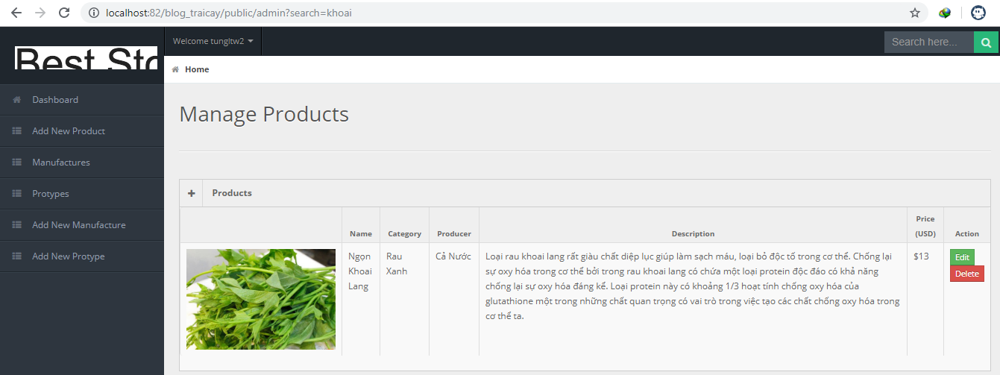 localhost:82/blog_traicay/public/admin?search=khoai
Welcome tungltw2
Search here...
Best Sto
Home
Dashboard
Add New Product
Manufactures
Protypes
Add New Manufacture
Add New Protype
Manage Products
Products
Name
Category
Producer
Description
Price
(USD)
Action
Ngọn
Khoai
Lang
Rau
Xanh
Cả Nước
Loại rau khoai lang rất giàu chất diệp lục giúp làm sạch máu, loại bỏ độc tố trong cơ thể. Chống lại
sự oxy hóa trong cơ thể bởi trong rau khoai lang có chứa một loại protein độc đáo có khả năng
chống lại sự oxy hóa đáng kể. Loại protein này có khoảng 1/3 hoạt tính chống oxy hóa của
glutathione một trong những chất quan trọng có vai trò trong việc tạo các chất chống oxy hóa trong
cơ thể ta.
$13
Edit
Delete